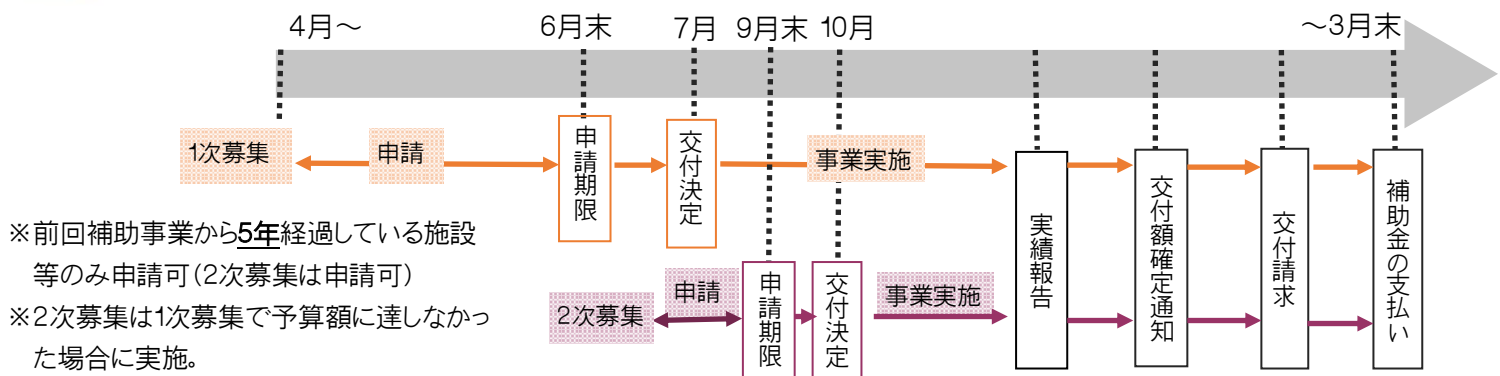 4月～
6月末
7月
9月末
10月
～3月末
1次募集
申請
申請期限
交付決定
事業実施
実績報告
交付額確定通知
交付請求
補助金の支払い
※前回補助事業から5年経過している施設
等のみ申請可(2次募集は申請可)
※2次募集は1次募集で予算額に達しなかっ
た場合に実施。
2次募集
申請
申請期限
交付決定
事業実施